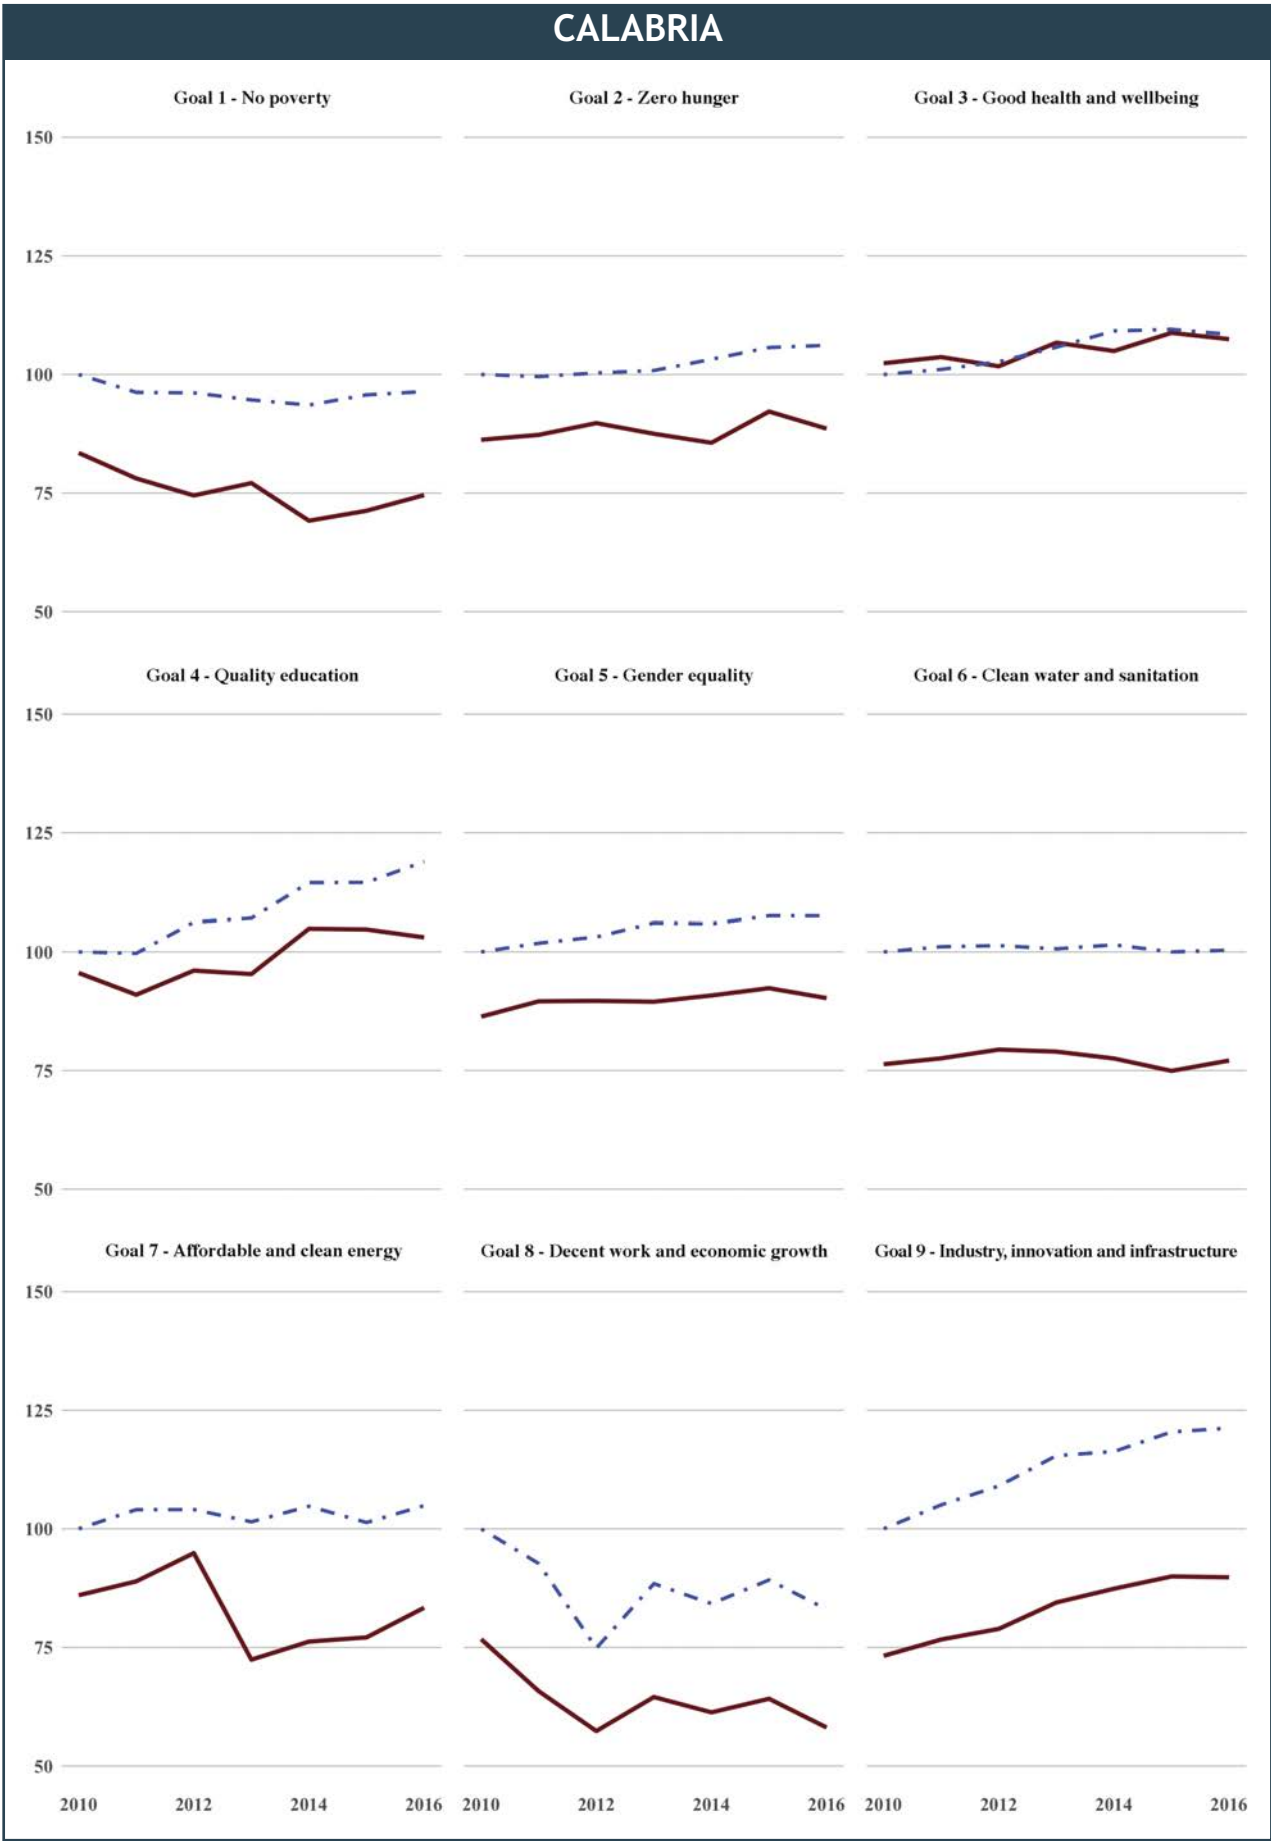 CALABRIA
Goal 1 - No poverty
Goal 2 - Zero hunger
Goal 3 - Good health and wellbeing
150
125
100
75
50
Goal 4 - Quality education
Goal 5 - Gender equality
Goal 6 - Clean water and sanitation
150
125
100
75
50
Goal 7 - Affordable and clean energy
Goal 8 - Decent work and economic growth
Goal 9 - Industry, innovation and infrastructure
150
125
100
75
50
2010 2012 2014 2016 2010 2012 2014 2016 2010 2012 2014 2016